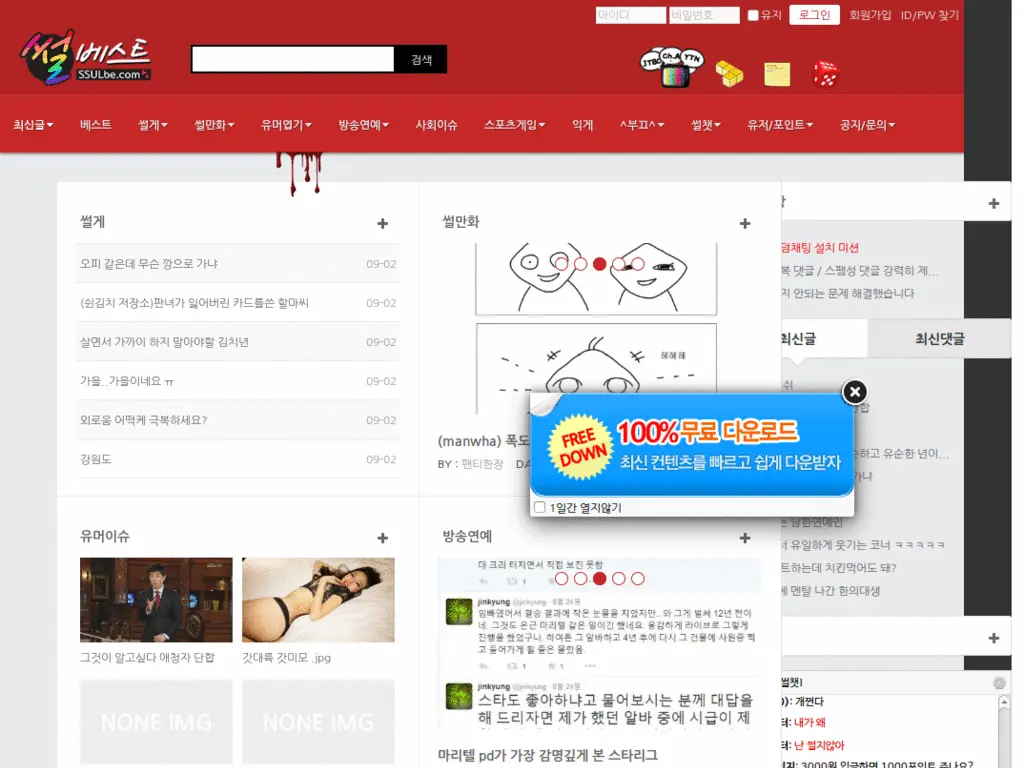 아이디 비밀번호 유지 로그인 회원가입 ID/PW 찾기
썰베스트
SSULbe.com
검색
JTBC Ch.A YTN
최신글 베스트 썰게 썰만화 유머엽기 방송연예 사회이슈 스포츠게임 익게 ^부끄^ 썰챗 유저/포인트 공지/문의
썰게
오피 같은데 무슨 깡으로 가냐 09-02
(쉰김치 저장소)판녀가 잃어버린 카드를쓴 할마씨 09-02
살면서 가까이 하지 말아야할 김치년 09-02
가을..가을이네요 ㅠ 09-02
외로움 어떡케 극복하세요? 09-02
강원도 09-02
썰만화
헤헤헤
(manwha) 폭도
BY : 팬티한장 DA
덤채팅 설치 미션
복 댓글 / 스팸성 댓글 강력히 제...
지 안되는 문제 해결했습니다
최신글 최신댓글
쉬
합
순하고 유순한 년이...
가냐
는 남한연예인
서 유일하게 웃기는 코너 ㅋㅋㅋㅋㅋ
하는데 치킨먹어도 돼?
에 멘탈 나간 한의대생
FREE DOWN
100%무료 다운로드
최신 컨텐츠를 빠르고 쉽게 다운받자
1일간 열지않기
유머이슈
그것이 알고싶다 애청자 단합
갓대륙 갓미모 .jpg
NONE IMG NONE IMG
방송연예
대 크리 티지면서 직접 보진 못함
jinkyung @jinkyung · 8월 24일
임빠였어서 결승 결과에 작은 눈물을 지었지만.. 와 그게 벌써 12년 전이
네. 그것도 은근 마리텔 같은 일이긴 했네요. 용감하게 라이브로 그렇게
진행을 했었구나. 하여튼 그 알바하고 4년 후에 다시 그 건물에 사원증 찍
고 들어가게 될 줄은 몰랐음.
jinkyung @jinkyung · 8월 24일
스타도 좋아하냐고 물어보시는 분께 대답을
해 드리자면 제가 했던 알바 중에 시급이 제
마리텔 pd가 가장 감명깊게 본 스타리그
썰챗!
개쩐다
터: 내가 왜
터: 난 썰지않아
3000원 입금하면 1000포인트 주나요?